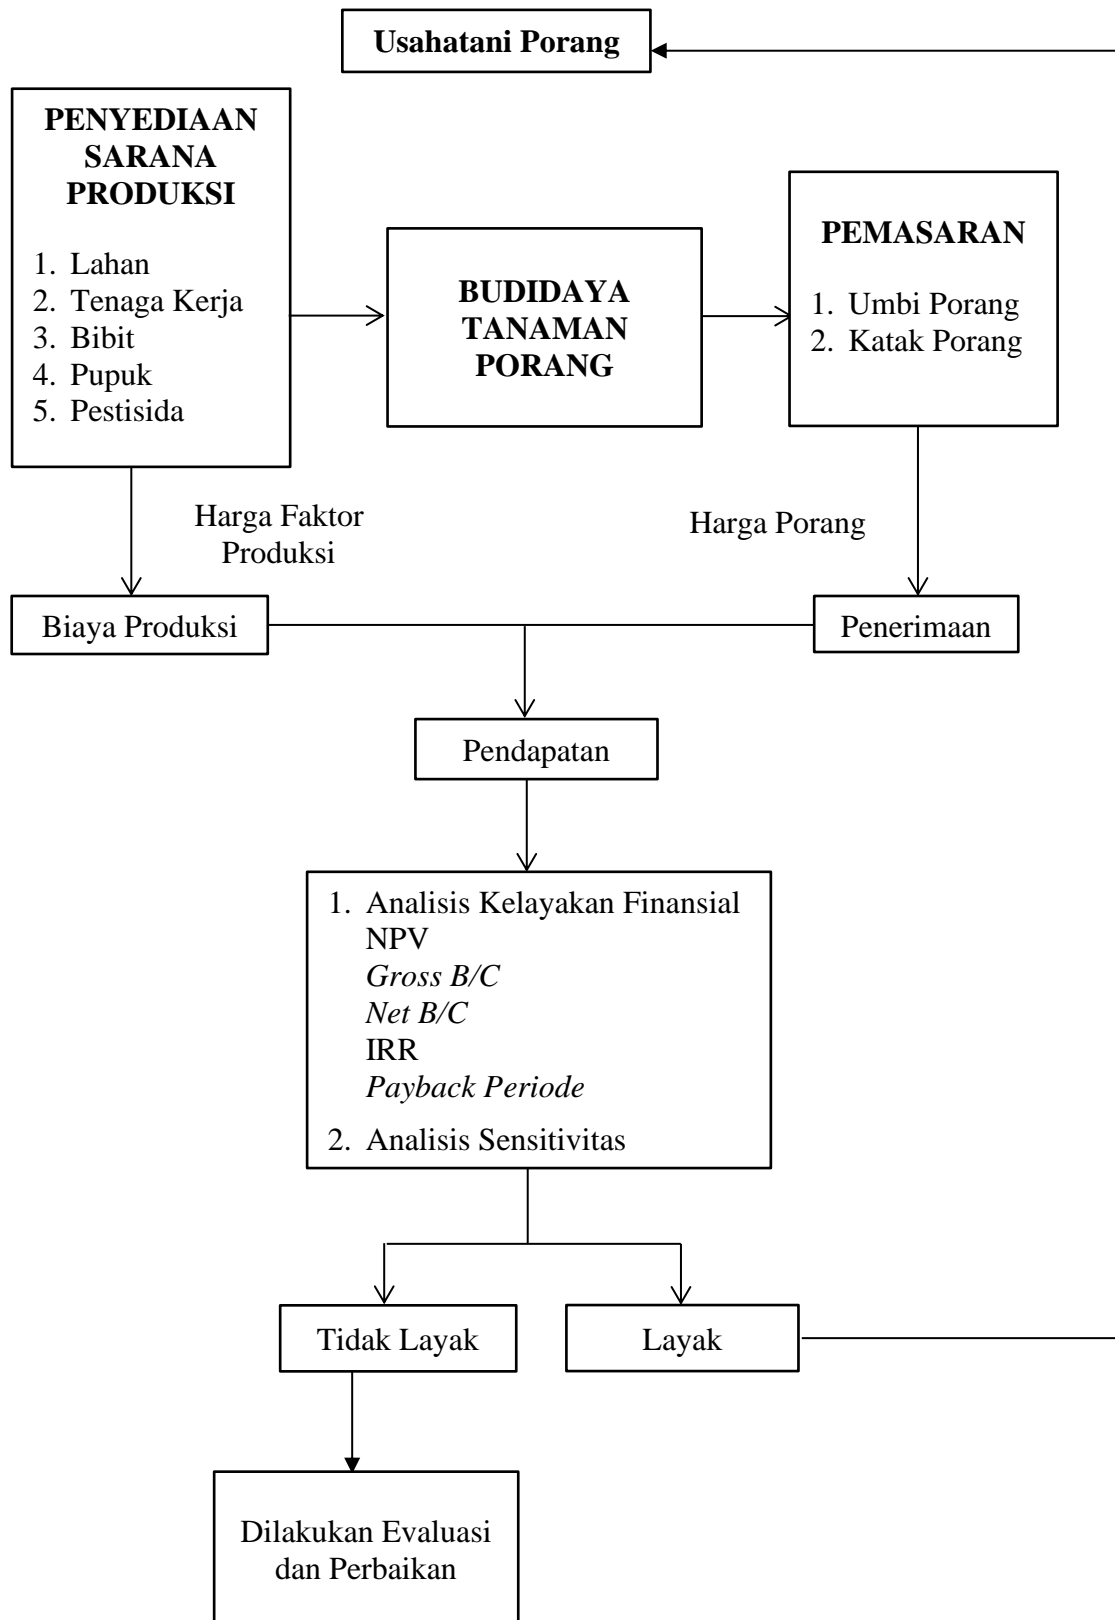 Usahatani Porang
PENYEDIAAN
SARANA
PRODUKSI
1. Lahan
2. Tenaga Kerja
3. Bibit
4. Pupuk
5. Pestisida
BUDIDAYA
TANAMAN
PORANG
PEMASARAN
1. Umbi Porang
2. Katak Porang
Harga Faktor
Produksi
Harga Porang
Biaya Produksi
Penerimaan
Pendapatan
1. Analisis Kelayakan Finansial
NPV
Gross B/C
Net B/C
IRR
Payback Periode
2. Analisis Sensitivitas
Tidak Layak
Layak
Dilakukan Evaluasi
dan Perbaikan